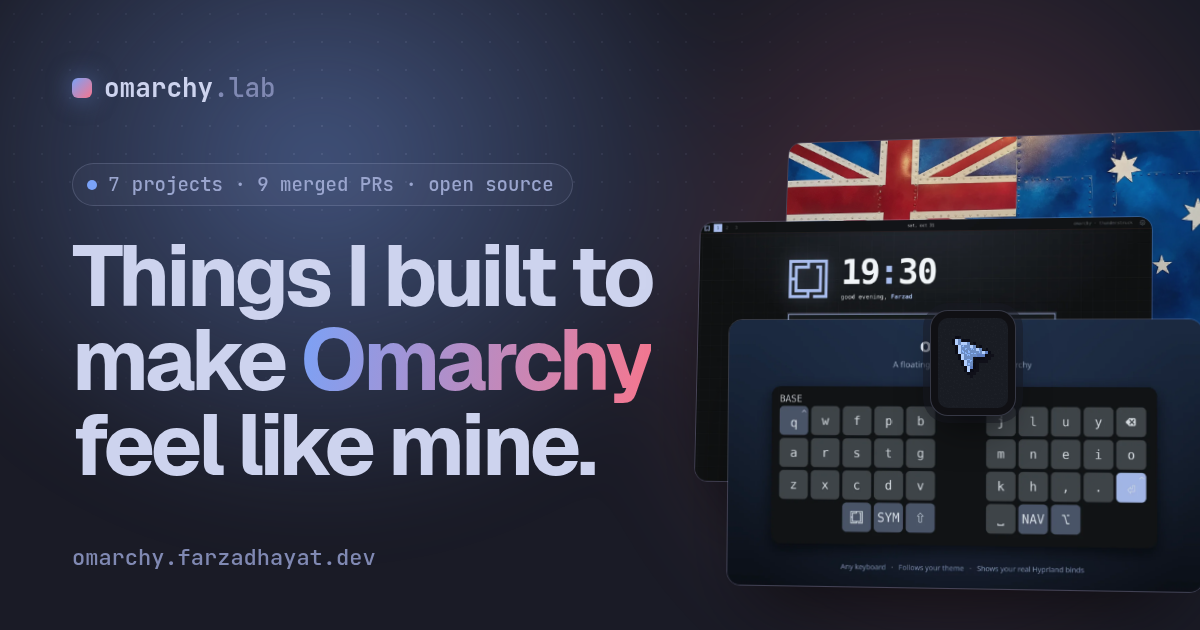 omarchy.lab
7 projects · 9 merged PRs · open source
Things I built to
make Omarchy
feel like mine.
omarchy.farzadhayat.dev
19:30
good evening, Farzad
A floating
BASE
q w f p b j l u y
a r s t g m n e i o
z x c d v k h , .
SYM ⇧ NAV ⌥
Any keyboard · Follows your theme · Shows your real Hyprland binds